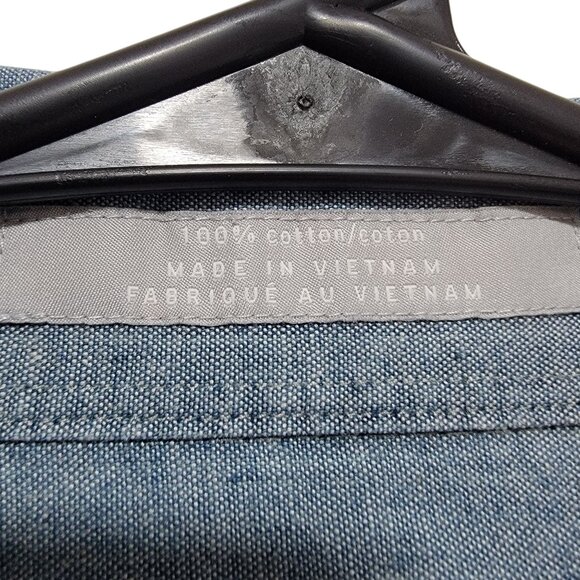 100% cotton/coton
MADE IN VIETNAM
FABRIQUÉ AU VIETNAM